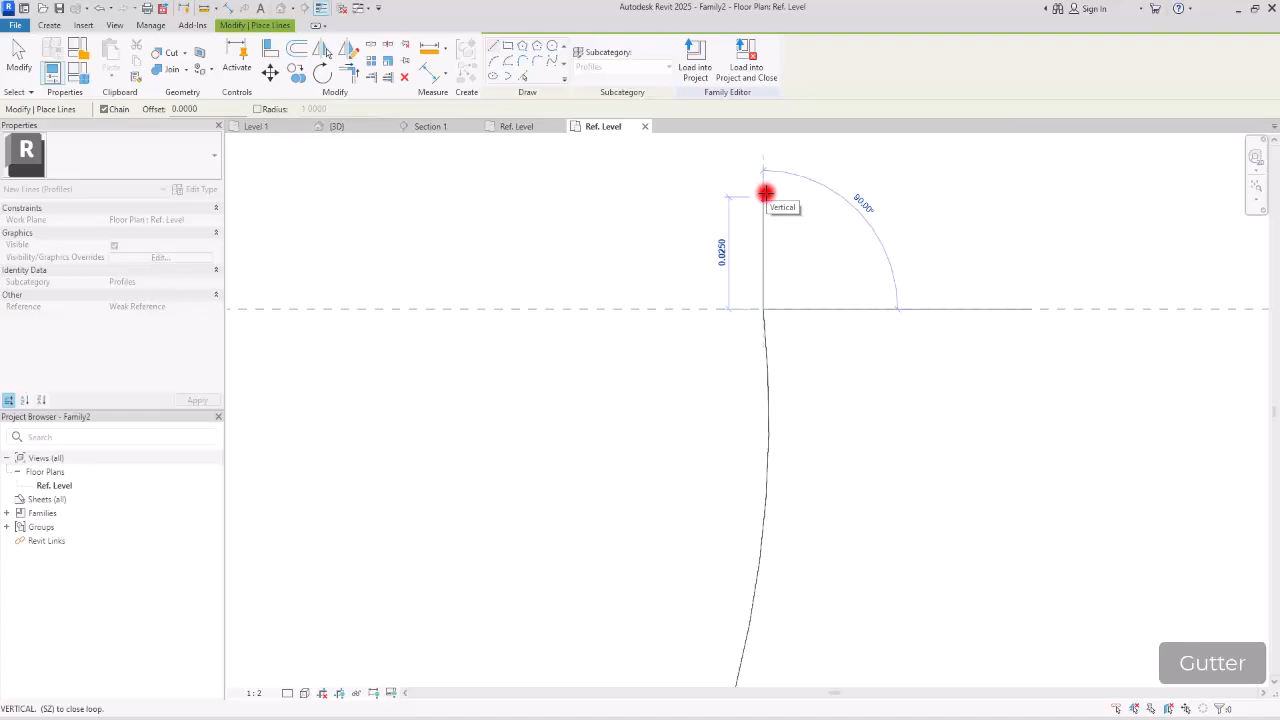 Autodesk Revit 2025 - Family2 - Floor Plan: Ref. Level
Sign In
File Create Insert View Manage Add-Ins Modify | Place Lines
Modify
Cut
Join
Activate
Subcategory:
Profiles
Load into
Project
Load into
Project and Close
Select Properties Clipboard Geometry Controls Modify Measure Create Draw Subcategory Family Editor
Modify | Place Lines Chain Offset: 0.0000 Radius: 1.0000
Properties
Level 1 (3D) Section 1 Ref. Level Ref. Level
R
New Lines (Profiles) Edit Type
Constraints
Work Plane Floor Plan : Ref. Level
Graphics
Visible
Visibility/Graphics Overrides Edit...
Identity Data
Subcategory Profiles
Other
Reference Weak Reference
Apply
Project Browser - Family2
Search
Views (all)
Floor Plans
Ref. Level
Sheets (all)
Families
Groups
Revit Links
Vertical
90.00°
0.0250
Gutter
1 : 2
VERTICAL. (SZ) to close loop.
:0